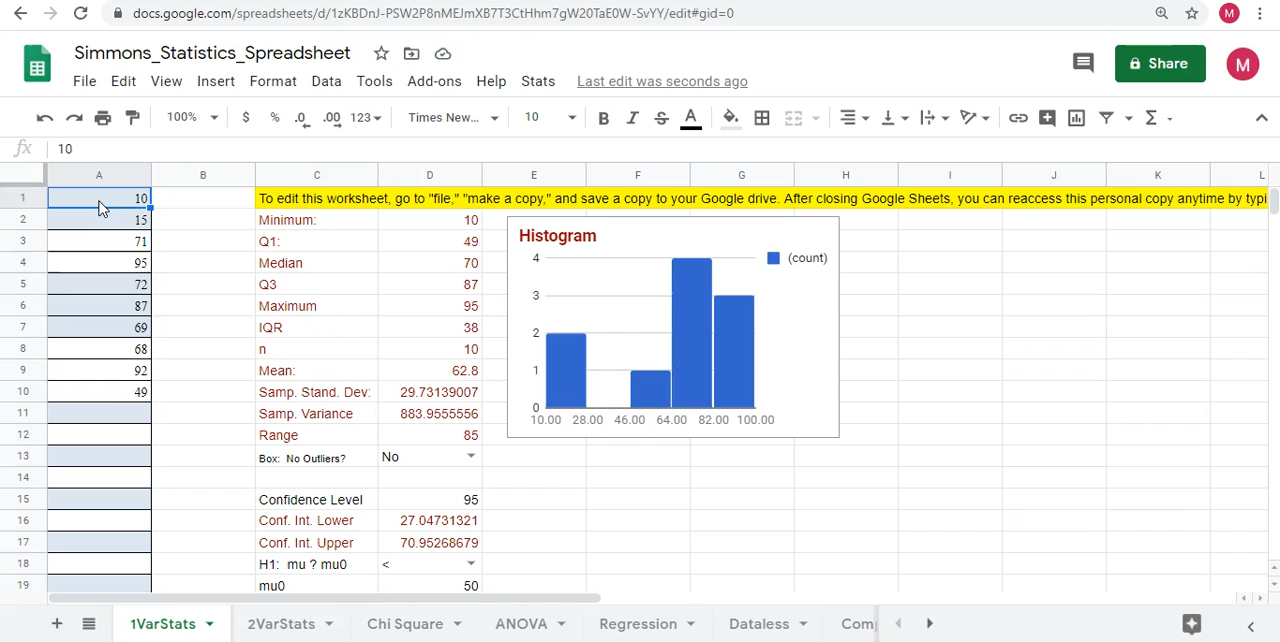 docs.google.com/spreadsheets/d/1zKBDnJ-PSW2P8nMEJmXB7T3CtHhm7gW20TaE0W-SvYY/edit#gid=0
M
Simmons_Statistics_Spreadsheet
File Edit View Insert Format Data Tools Add-ons Help Stats Last edit was seconds ago
Share
M
100% $ % .0 .00 123 Times New... 10 B I S A Σ
fx 10
A B C D E F G H I J K L
1 10 To edit this worksheet, go to "file," "make a copy," and save a copy to your Google drive. After closing Google Sheets, you can reaccess this personal copy anytime by typi
2 15 Minimum: 10
3 71 Q1: 49
4 95 Median 70
5 72 Q3 87
6 87 Maximum 95
7 69 IQR 38
8 68 n 10
9 92 Mean: 62.8
10 49 Samp. Stand. Dev: 29.73139007
11 Samp. Variance 883.9555556
12 Range 85
13 Box: No Outliers? No
14
15 Confidence Level 95
16 Conf. Int. Lower 27.04731321
17 Conf. Int. Upper 70.95268679
18 H1: mu ? mu0 <
19 mu0 50
Histogram
(count)
4
3
2
1
0
10.00 28.00 46.00 64.00 82.00 100.00
1VarStats 2VarStats Chi Square ANOVA Regression Dataless Com